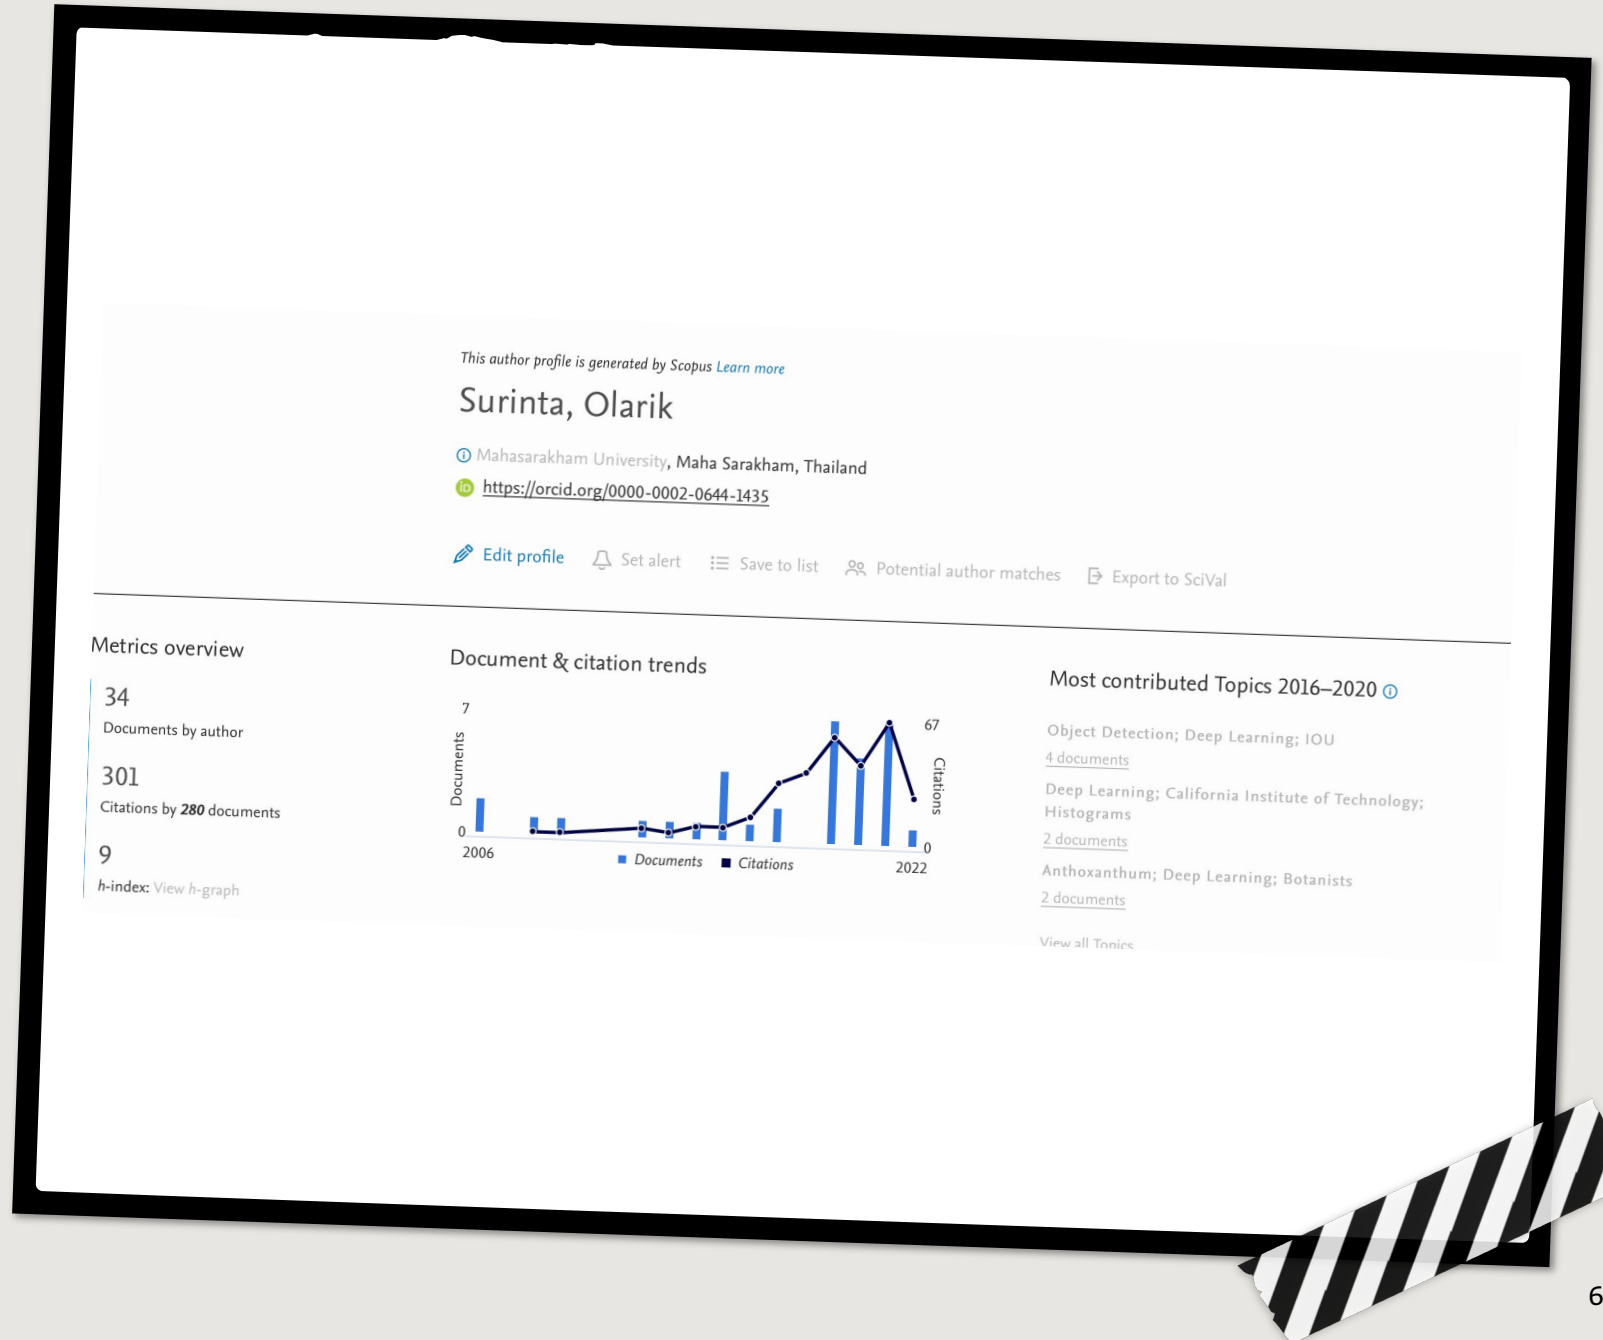 This author profile is generated by Scopus Learn more
Surinta, Olarik
Mahasarakham University, Maha Sarakham, Thailand
iD https://orcid.org/0000-0002-0644-1435
Edit profile Set alert Save to list Potential author matches Export to SciVal
Metrics overview
34
Documents by author
301
Citations by 280 documents
9
h-index: View h-graph
Document & citation trends
7
67
Documents
Citations
0
0
2006
2022
Documents Citations
Most contributed Topics 2016–2020
Object Detection; Deep Learning; IOU
4 documents
Deep Learning; California Institute of Technology;
Histograms
2 documents
Anthoxanthum; Deep Learning; Botanists
2 documents
View all Topics
6